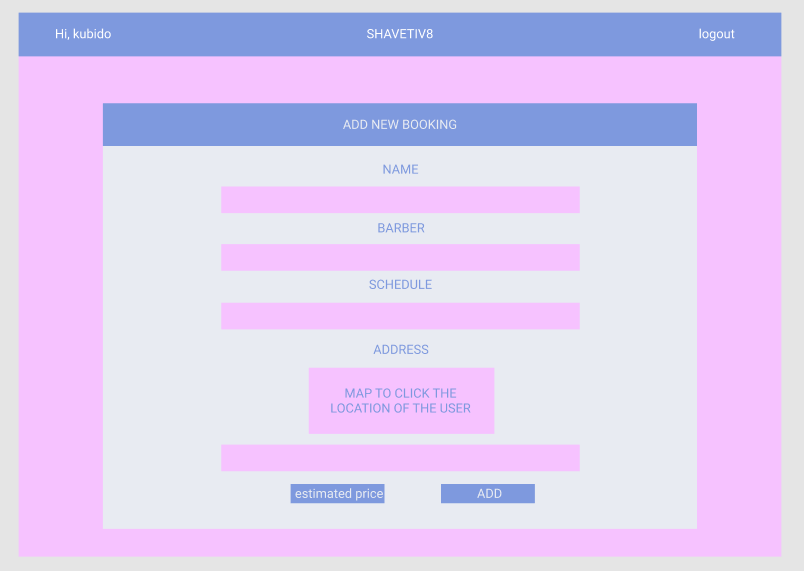 Hi, kubido
SHAVETIV8
logout
ADD NEW BOOKING
NAME
BARBER
SCHEDULE
ADDRESS
MAP TO CLICK THE
LOCATION OF THE USER
estimated price
ADD